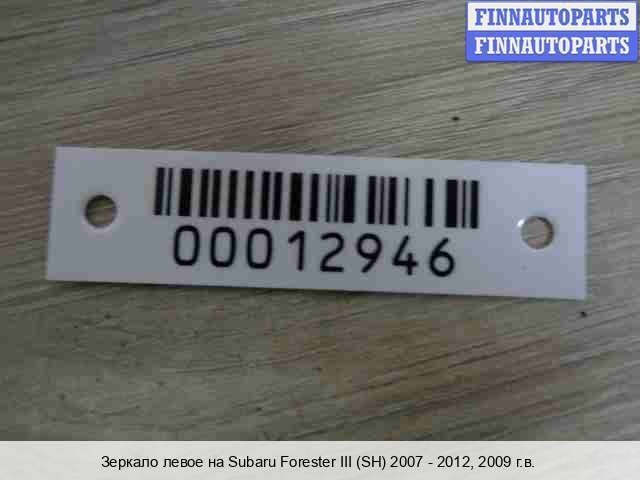 FINNAUTOPARTS
FINNAUTOPARTS
00012946
Зеркало левое на Subaru Forester III (SH) 2007 - 2012, 2009 г.в.